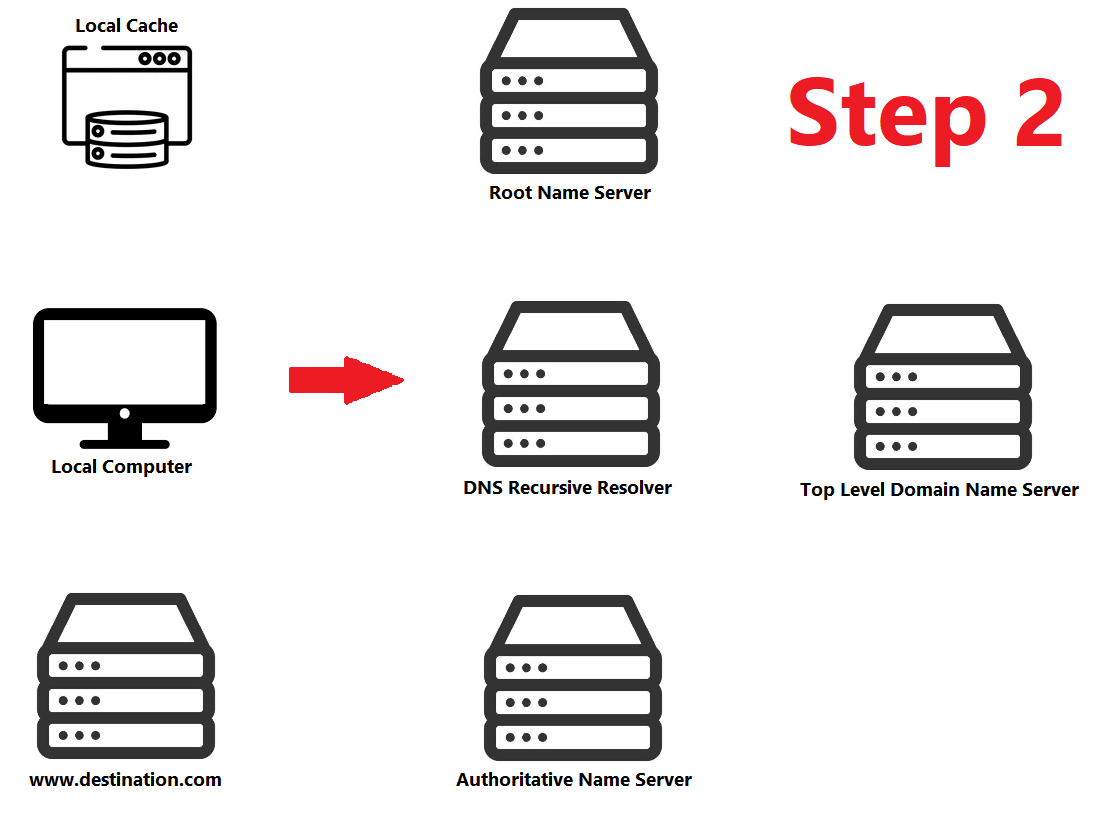 Local Cache
Root Name Server
Step 2
Local Computer
DNS Recursive Resolver
Top Level Domain Name Server
www.destination.com
Authoritative Name Server